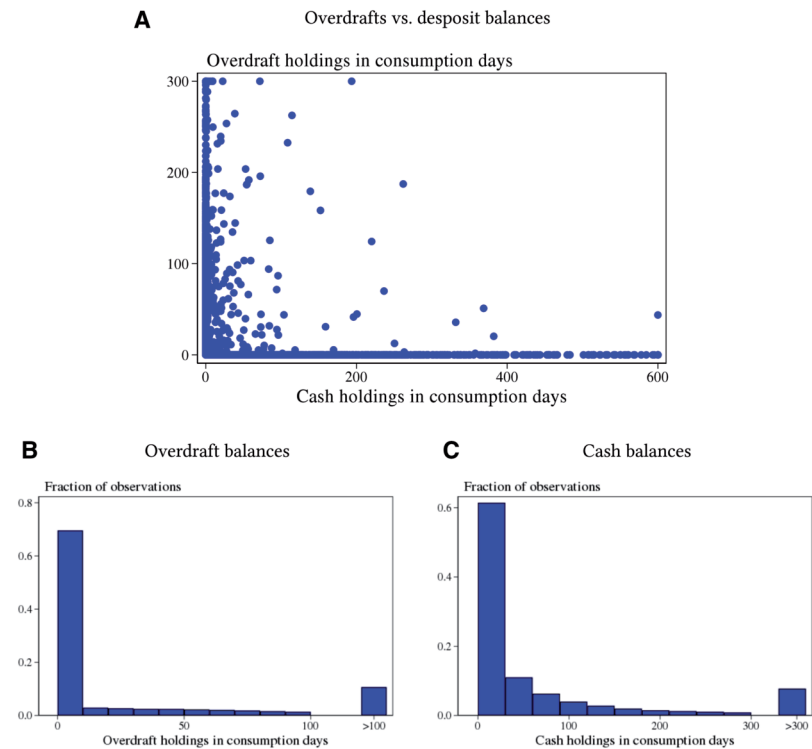 A
Overdrafts vs. desposit balances
Overdraft holdings in consumption days
300
200
100
0
0 200 400 600
Cash holdings in consumption days
B
Overdraft balances
Fraction of observations
0.8
0.6
0.4
0.2
0.0
0 50 100 >100
Overdraft holdings in consumption days
C
Cash balances
Fraction of observations
0.6
0.4
0.2
0.0
0 100 200 300 >300
Cash holdings in consumption days